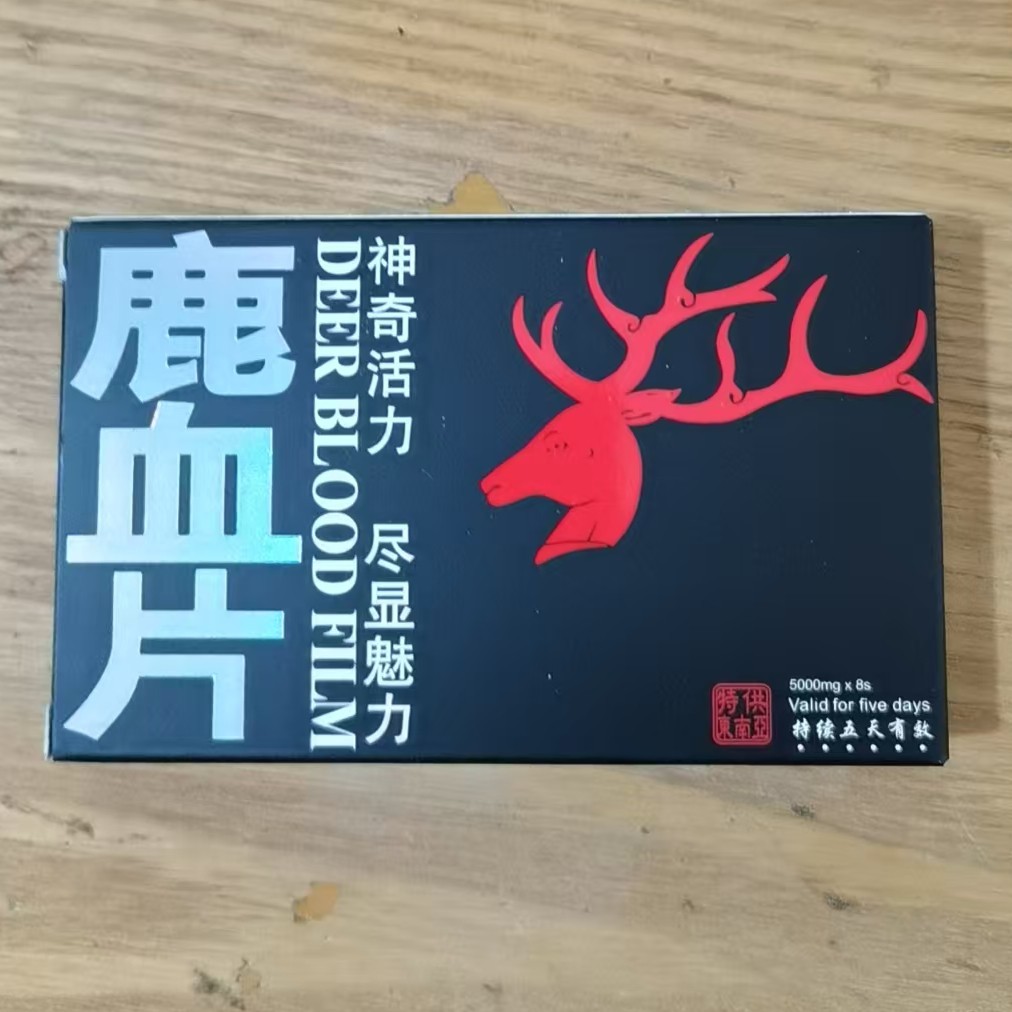 鹿血片
DEER BLOOD FILM
神奇活力 尽显魅力
特供
東南亞
5000mg x 8s
Valid for five days
持续五天有效